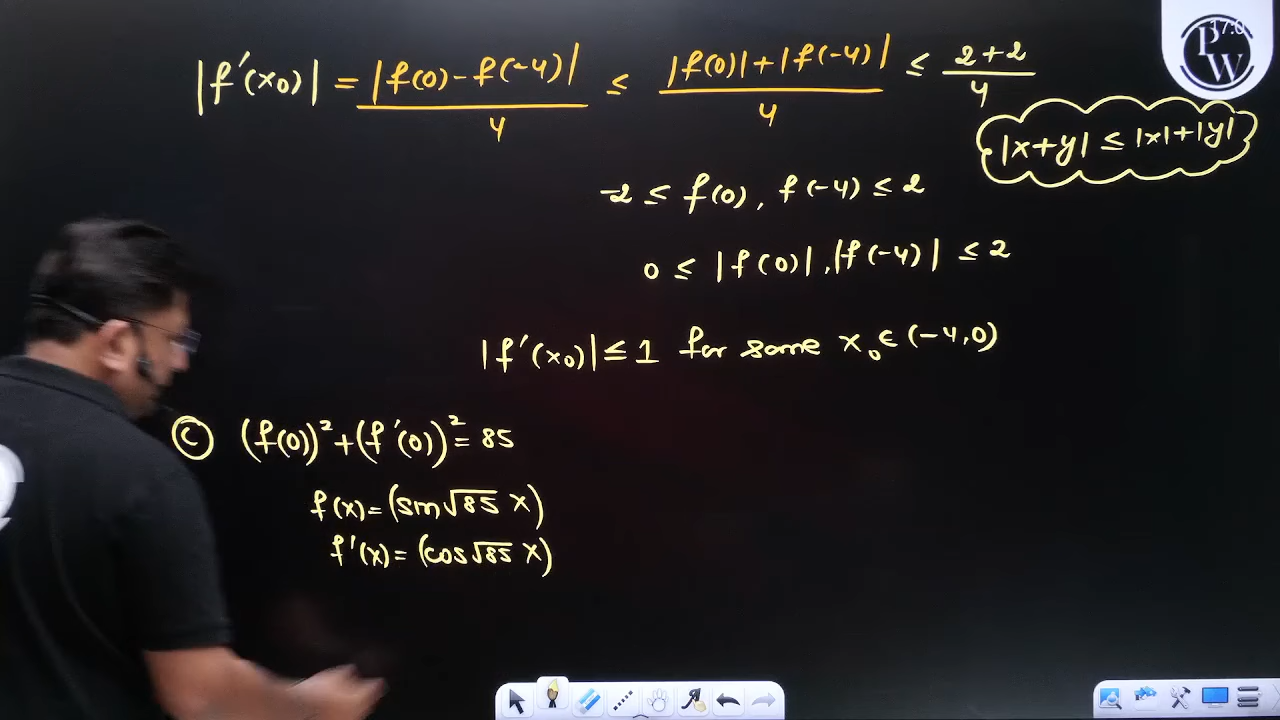 |f'(x₀)| = |f(0) - f(-4)| / 4 ≤ |f(0)| + |f(-4)| / 4 ≤ 2+2 / 4
|x+y| ≤ |x|+|y|
-2 ≤ f(0), f(-4) ≤ 2
0 ≤ |f(0)|, |f(-4)| ≤ 2
|f'(x₀)| ≤ 1 for some x₀ ∈ (-4,0)
Ⓒ (f(0))² + (f'(0))² = 85
f(x) = (sin√85 x)
f'(x) = (cos√85 x)
PW